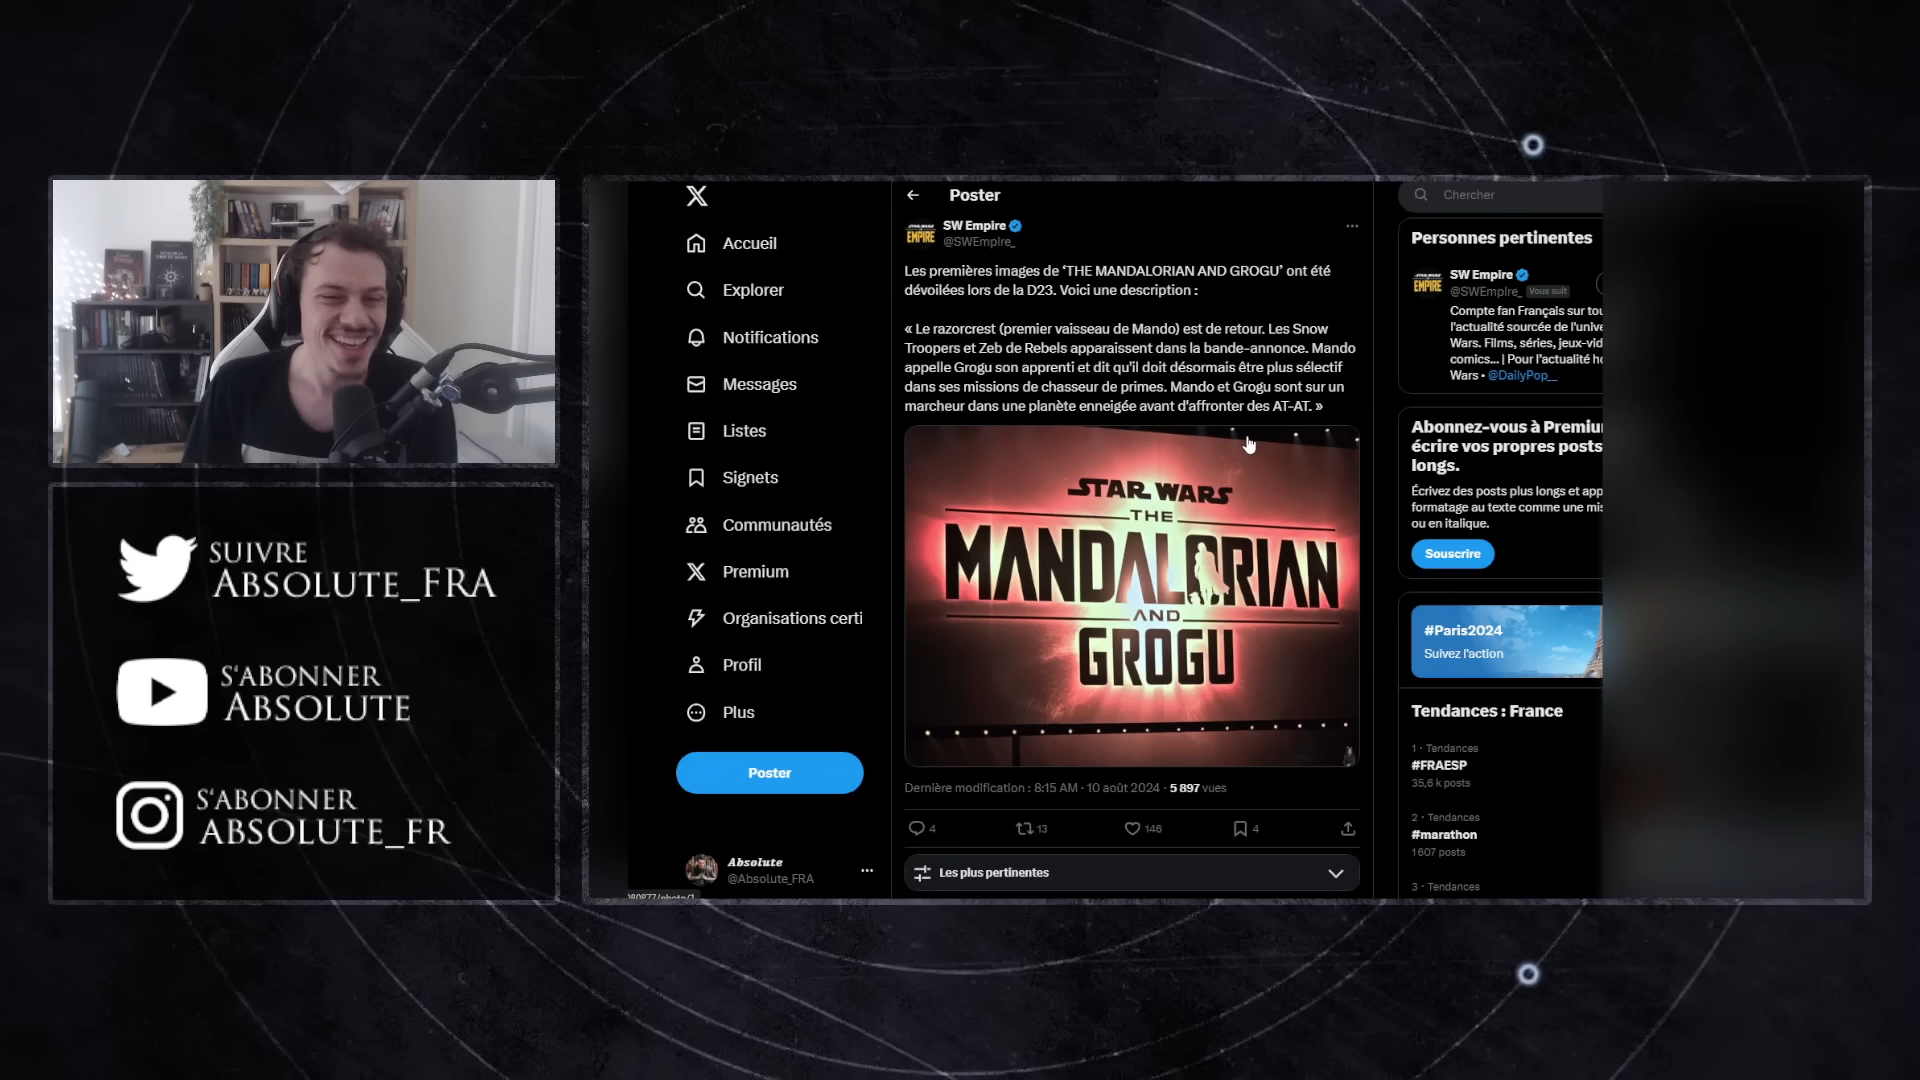 SUIVRE
ABSOLUTE_FRA
S'ABONNER
ABSOLUTE
S'ABONNER
ABSOLUTE_FR
Accueil
Explorer
Notifications
Messages
Listes
Signets
Communautés
Premium
Organisations certi
Profil
Plus
Poster
Absolute
@Absolute_FRA
Poster
SW Empire
@SWEmpire_
Les premières images de ‘THE MANDALORIAN AND GROGU’ ont été
dévoilées lors de la D23. Voici une description :
« Le razorcrest (premier vaisseau de Mando) est de retour. Les Snow
Troopers et Zeb de Rebels apparaissent dans la bande-annonce. Mando
appelle Grogu son apprenti et dit qu'il doit désormais être plus sélectif
dans ses missions de chasseur de primes. Mando et Grogu sont sur un
marcheur dans une planète enneigée avant d'affronter des AT-AT. »
STAR WARS
THE
MANDALORIAN
AND
GROGU
Dernière modification : 8:15 AM · 10 août 2024 · 5 897 vues
4 13 146 4
Les plus pertinentes
Chercher
Personnes pertinentes
SW Empire
@SWEmpire_ Vous suit
Compte fan Français sur tou
l'actualité sourcée de l'unive
Wars. Films, séries, jeux-vid
comics... | Pour l'actualité ho
Wars • @DailyPop__
Abonnez-vous à Premiu
écrire vos propres posts
longs.
Écrivez des posts plus longs et app
formatage au texte comme une mis
ou en italique.
Souscrire
#Paris2024
Suivez l'action
Tendances : France
1 · Tendances
#FRAESP
35,6 k posts
2 · Tendances
#marathon
1 607 posts
3 · Tendances